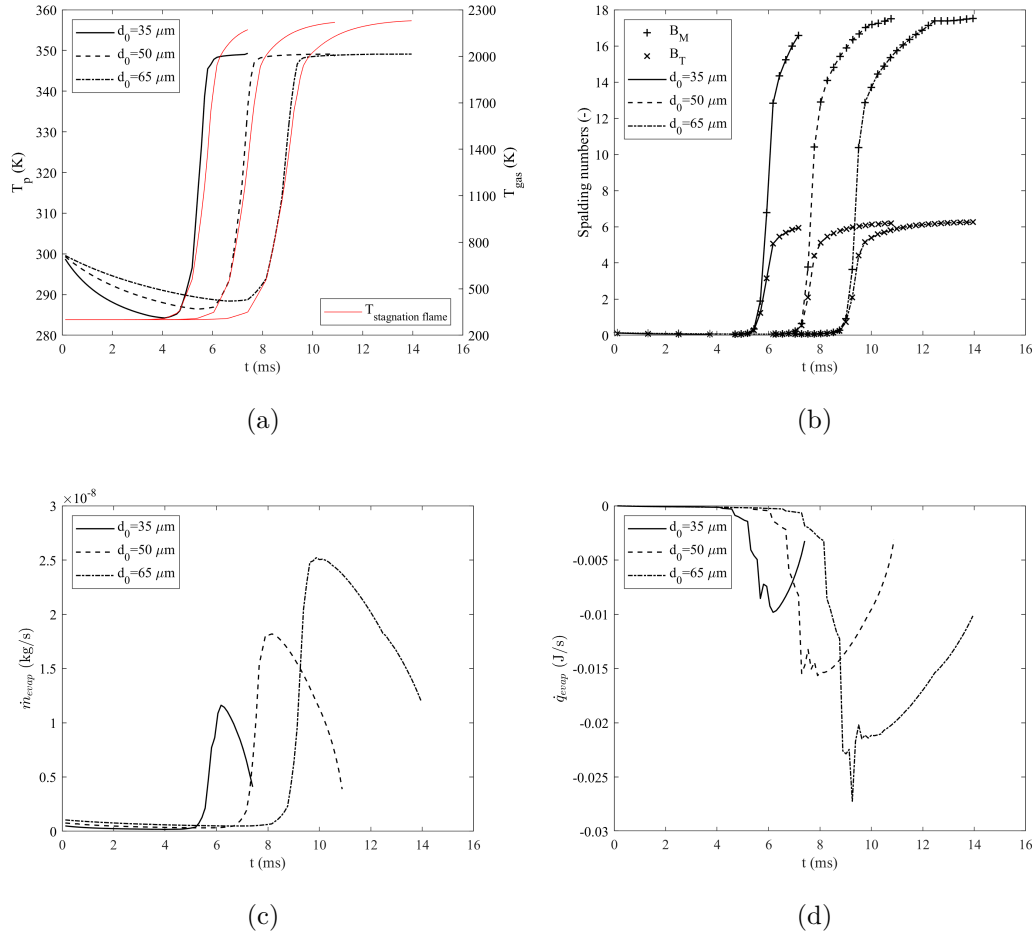 360
350
340
330
320
310
300
290
280
T_p (K)
2300
2000
1700
1400
1100
800
500
200
T_gas (K)
d_0=35 μm
d_0=50 μm
d_0=65 μm
T_stagnation flame
0 2 4 6 8 10 12 14 16
t (ms)
(a)
18
16
14
12
10
8
6
4
2
0
Spalding numbers (-)
B_M
B_T
d_0=35 μm
d_0=50 μm
d_0=65 μm
0 2 4 6 8 10 12 14 16
t (ms)
(b)
×10^-8
3
2.5
2
1.5
1
0.5
0
ṁ_evap (kg/s)
d_0=35 μm
d_0=50 μm
d_0=65 μm
0 2 4 6 8 10 12 14 16
t (ms)
(c)
0
-0.005
-0.01
-0.015
-0.02
-0.025
-0.03
q̇_evap (J/s)
d_0=35 μm
d_0=50 μm
d_0=65 μm
0 2 4 6 8 10 12 14 16
t (ms)
(d)